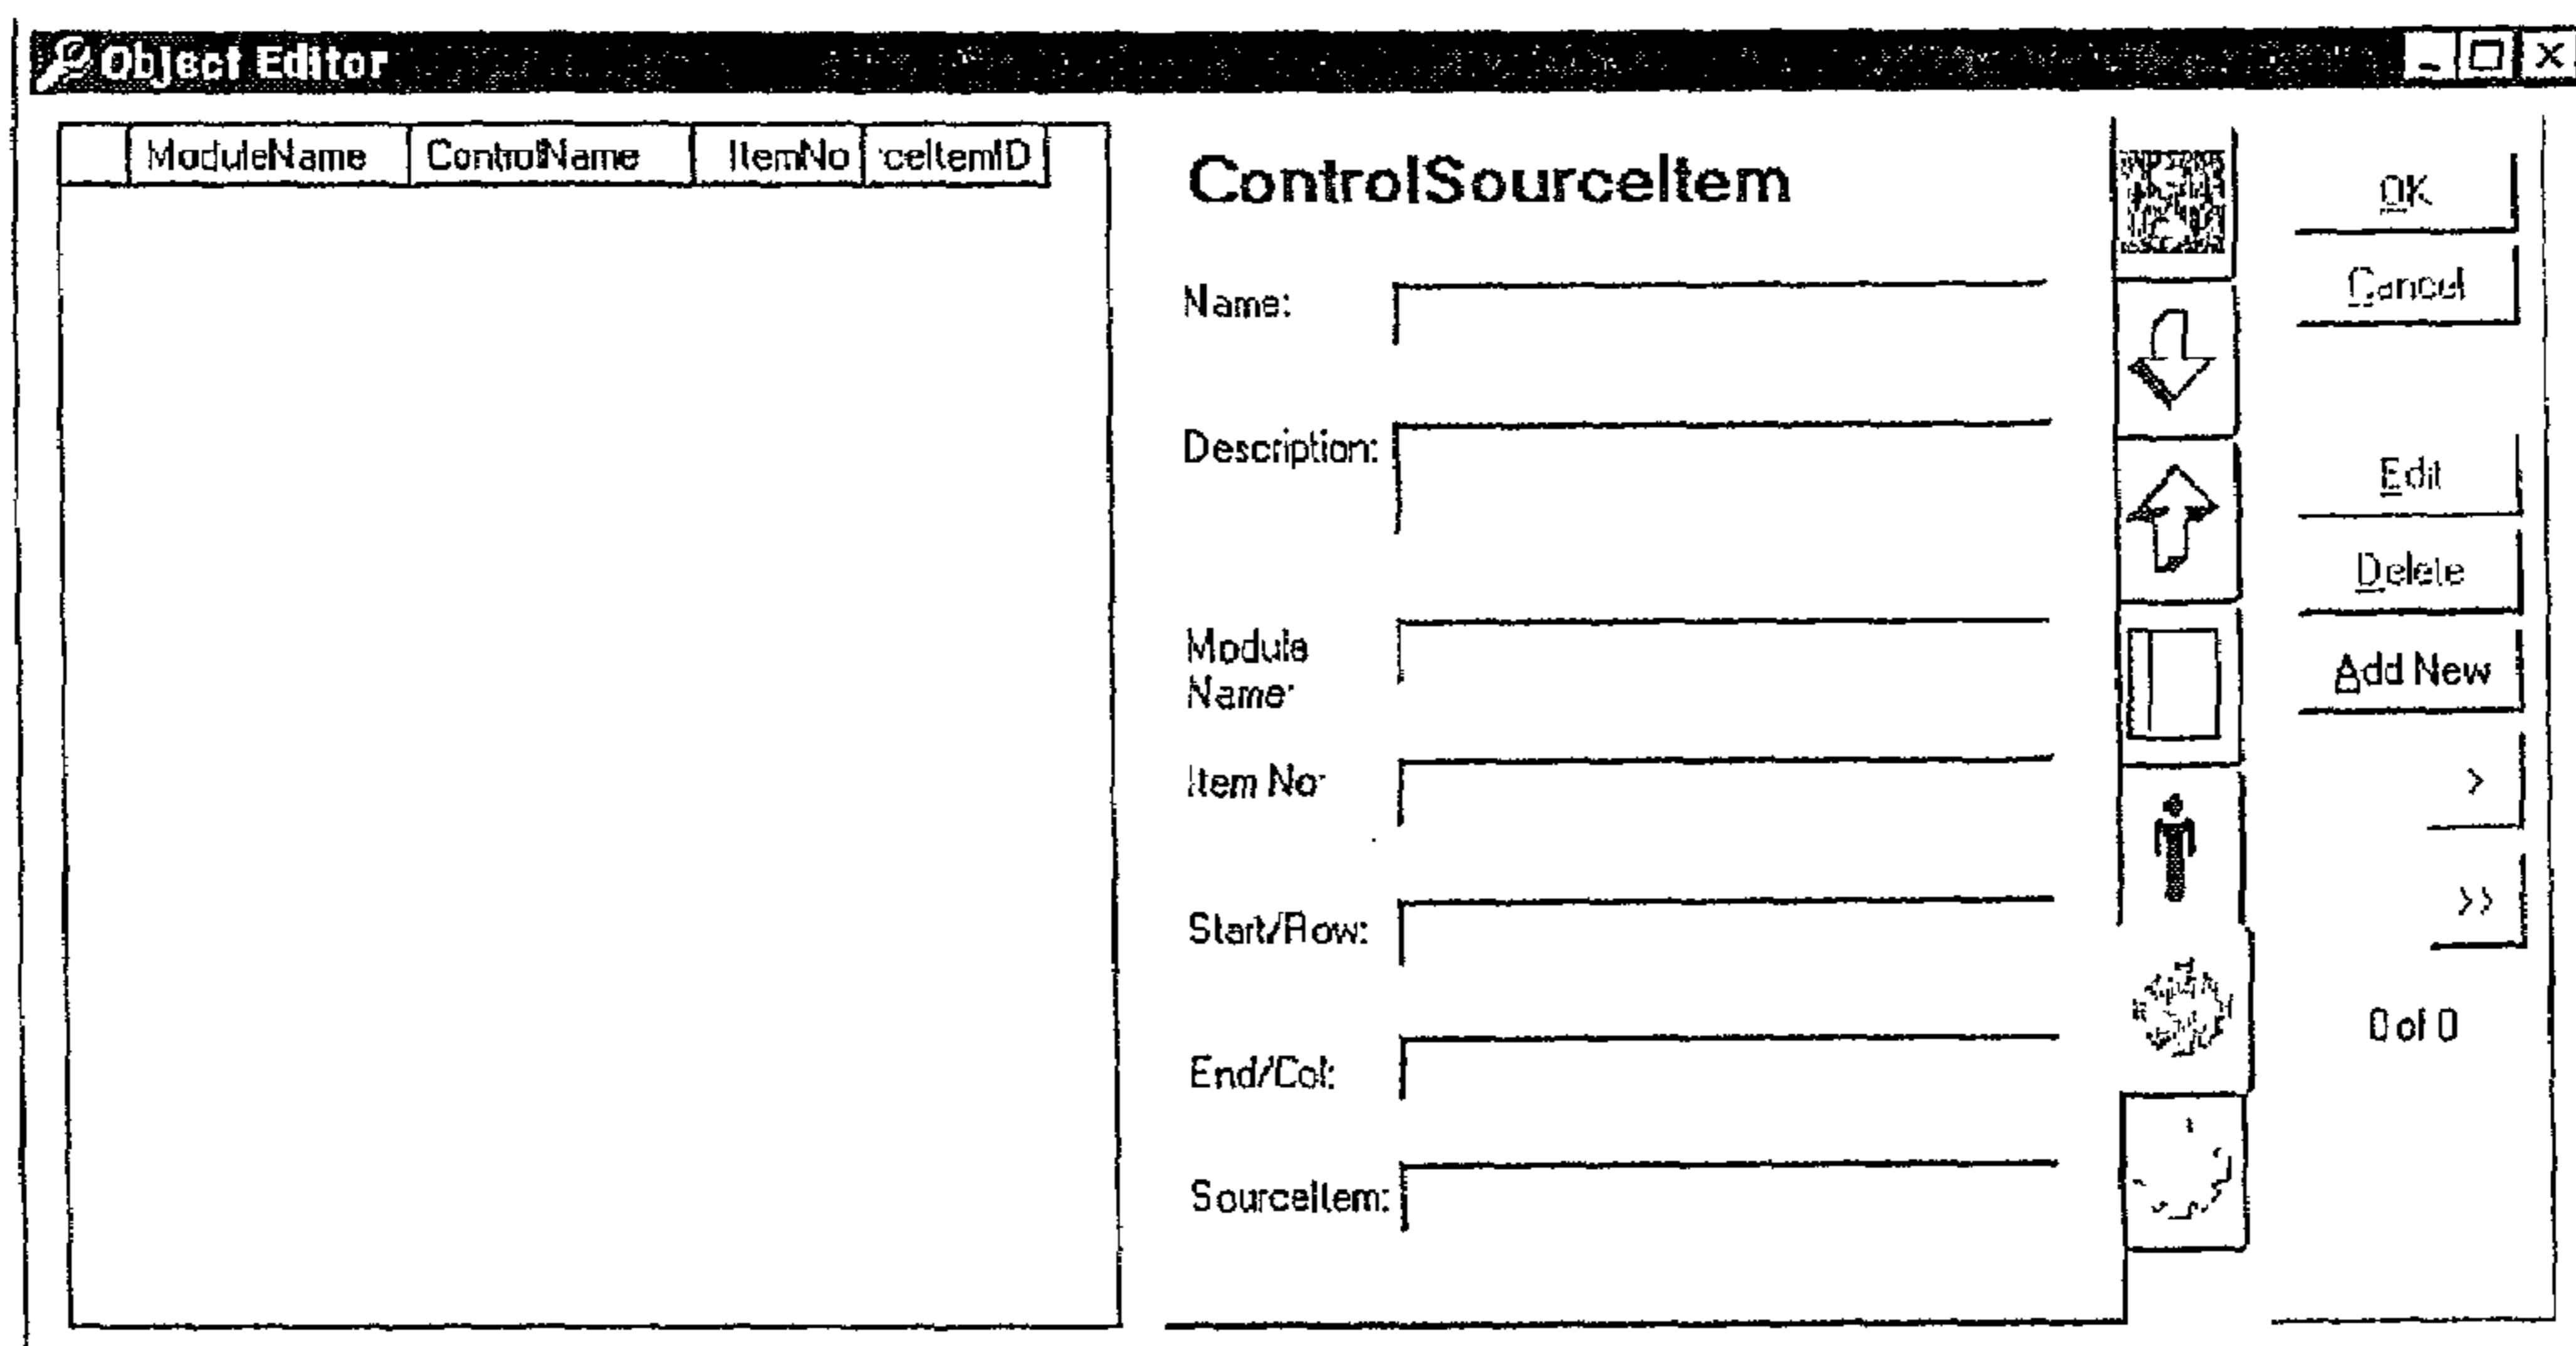 Object Editor
ModuleName ControlName ItemNo ceItemID
ControlSourceItem
Name:
Description:
Module
Name:
Item No:
Start/Row:
End/Col:
SourceItem:
OK
Cancel
Edit
Delete
Add New
>
>>
0 of 0